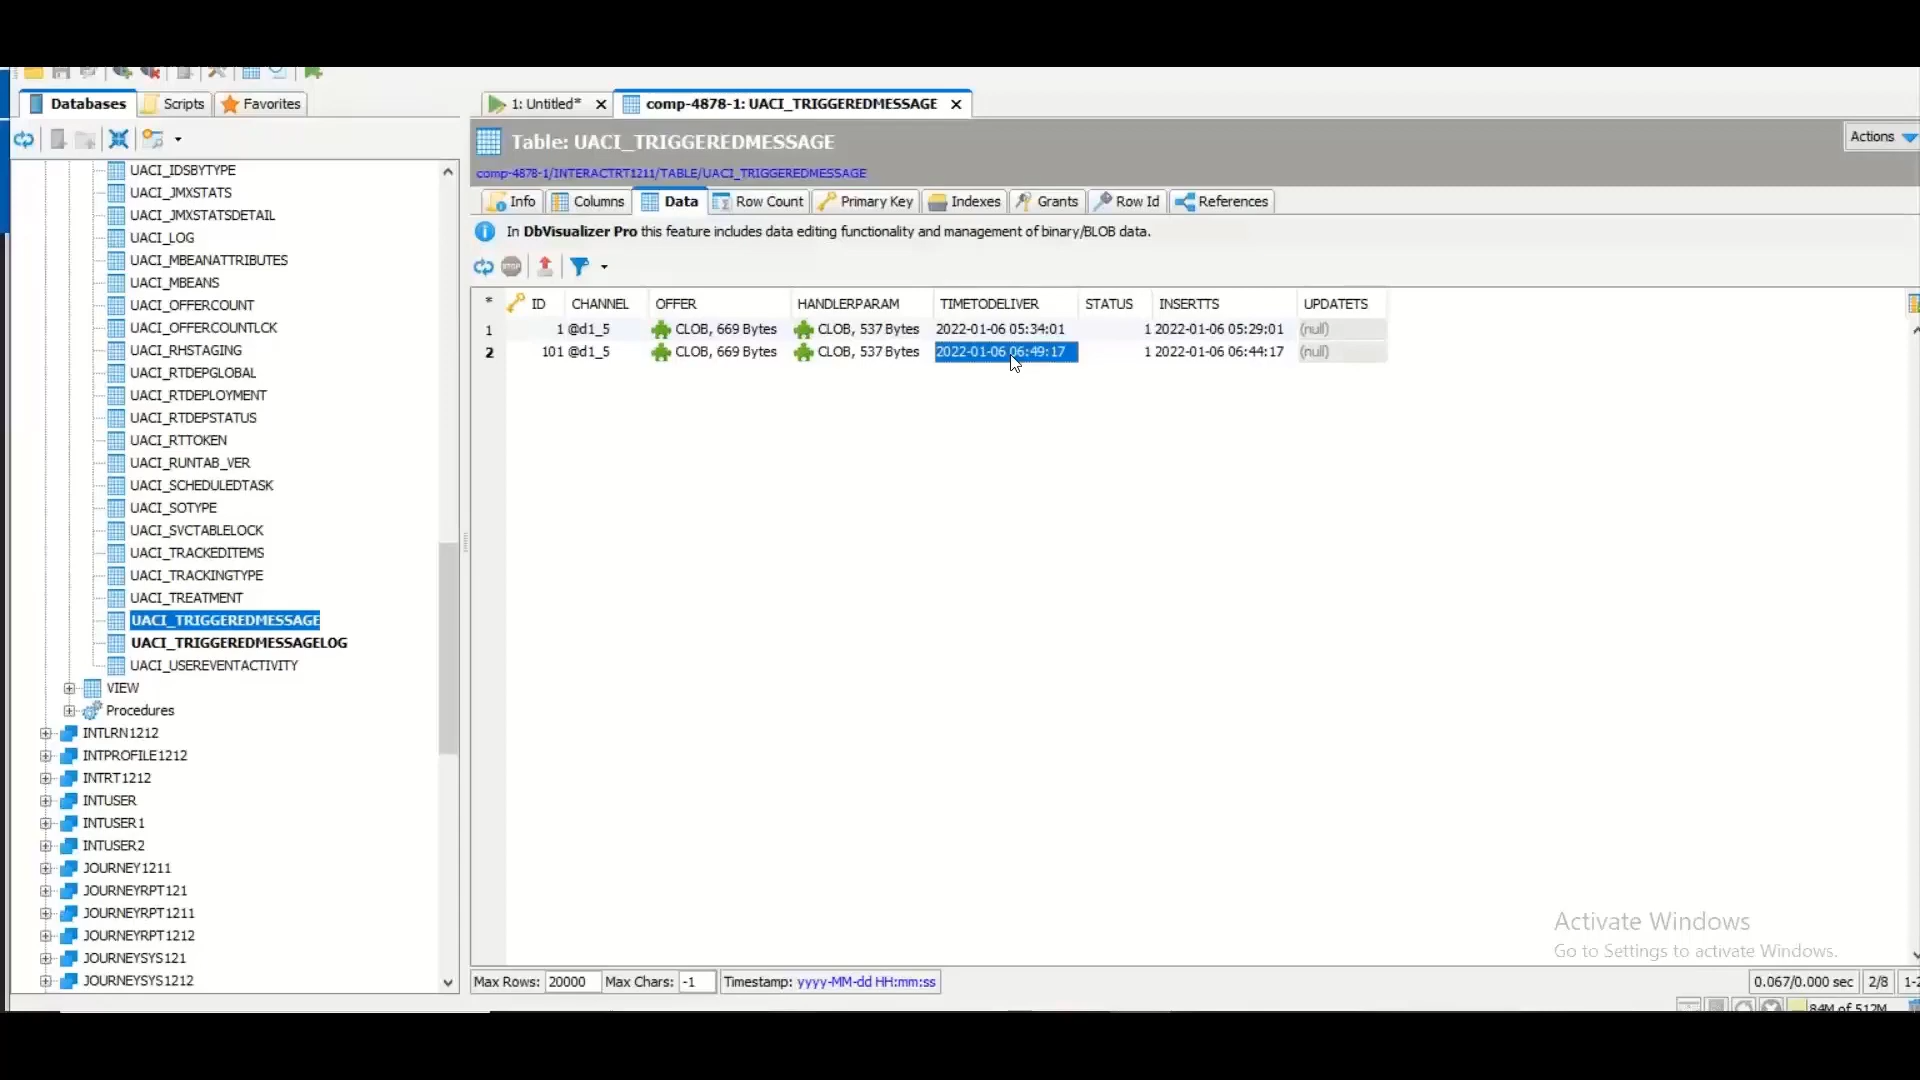 Databases
Scripts
Favorites
1: Untitled*
comp-4878-1: UACI_TRIGGEREDMESSAGE
Table: UACI_TRIGGEREDMESSAGE
Actions
comp-4878-1/INTERACTRT1211/TABLE/UACI_TRIGGEREDMESSAGE
Info
Columns
Data
Row Count
Primary Key
Indexes
Grants
Row Id
References
In DbVisualizer Pro this feature includes data editing functionality and management of binary/BLOB data.
STOP
* ID CHANNEL OFFER HANDLERPARAM TIMETODELIVER STATUS INSERTTS UPDATETS
1 1 @d1_5 CLOB, 669 Bytes CLOB, 537 Bytes 2022-01-06 05:34:01 1 2022-01-06 05:29:01 (null)
2 101 @d1_5 CLOB, 669 Bytes CLOB, 537 Bytes 2022-01-06 06:49:17 1 2022-01-06 06:44:17 (null)
UACI_IDSBYTYPE
UACI_JMXSTATS
UACI_JMXSTATSDETAIL
UACI_LOG
UACI_MBEANATTRIBUTES
UACI_MBEANS
UACI_OFFERCOUNT
UACI_OFFERCOUNTLCK
UACI_RHSTAGING
UACI_RTDEPGLOBAL
UACI_RTDEPLOYMENT
UACI_RTDEPSTATUS
UACI_RTTOKEN
UACI_RUNTAB_VER
UACI_SCHEDULEDTASK
UACI_SOTYPE
UACI_SVCTABLELOCK
UACI_TRACKEDITEMS
UACI_TRACKINGTYPE
UACI_TREATMENT
UACI_TRIGGEREDMESSAGE
UACI_TRIGGEREDMESSAGELOG
UACI_USEREVENTACTIVITY
VIEW
Procedures
INTLRN1212
INTPROFILE1212
INTRT1212
INTUSER
INTUSER1
INTUSER2
JOURNEY1211
JOURNEYRPT121
JOURNEYRPT1211
JOURNEYRPT1212
JOURNEYSYS121
JOURNEYSYS1212
Activate Windows
Go to Settings to activate Windows.
Max Rows: 20000 Max Chars: -1 Timestamp: yyyy-MM-dd HH:mm:ss
0.067/0.000 sec 2/8 1-2
84M of 512M